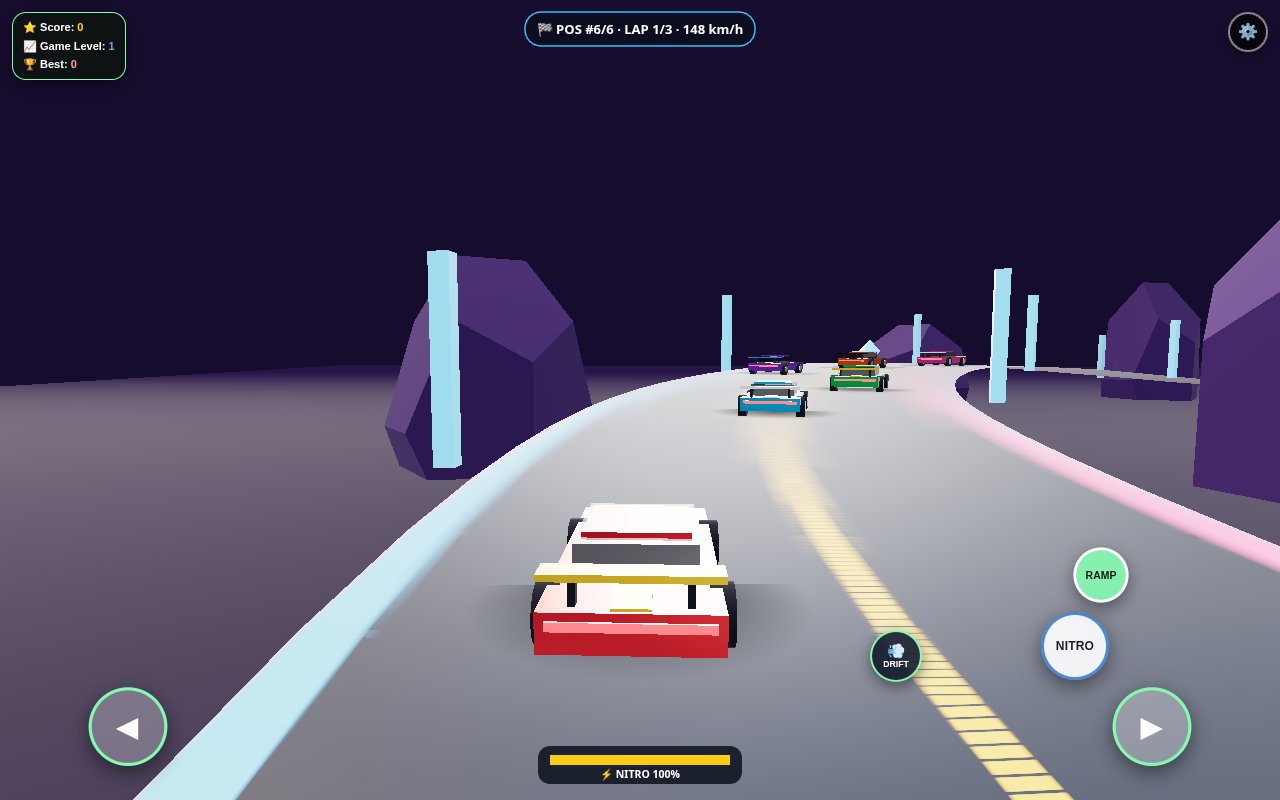 ⭐ Score: 0
📈 Game Level: 1
🏆 Best: 0
🏁 POS #6/6 · LAP 1/3 · 148 km/h
RAMP
NITRO
DRIFT
⚡ NITRO 100%